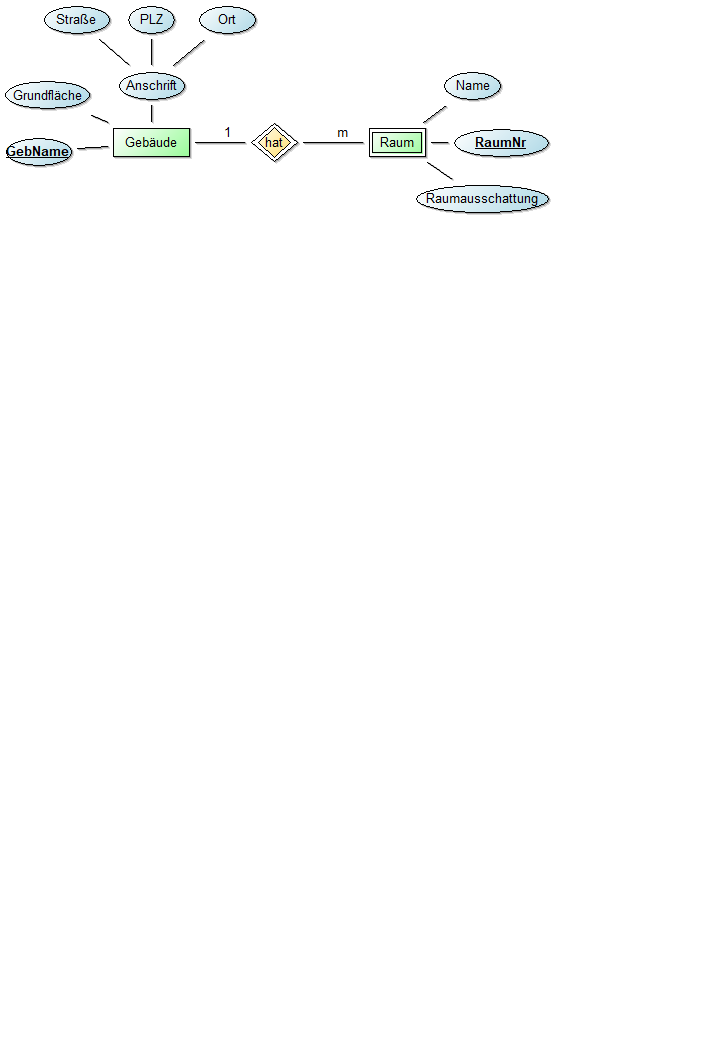 Straße
PLZ
Ort
Grundfläche
Anschrift
Name
GebName
Gebäude
1
hat
m
Raum
RaumNr
Raumausschattung